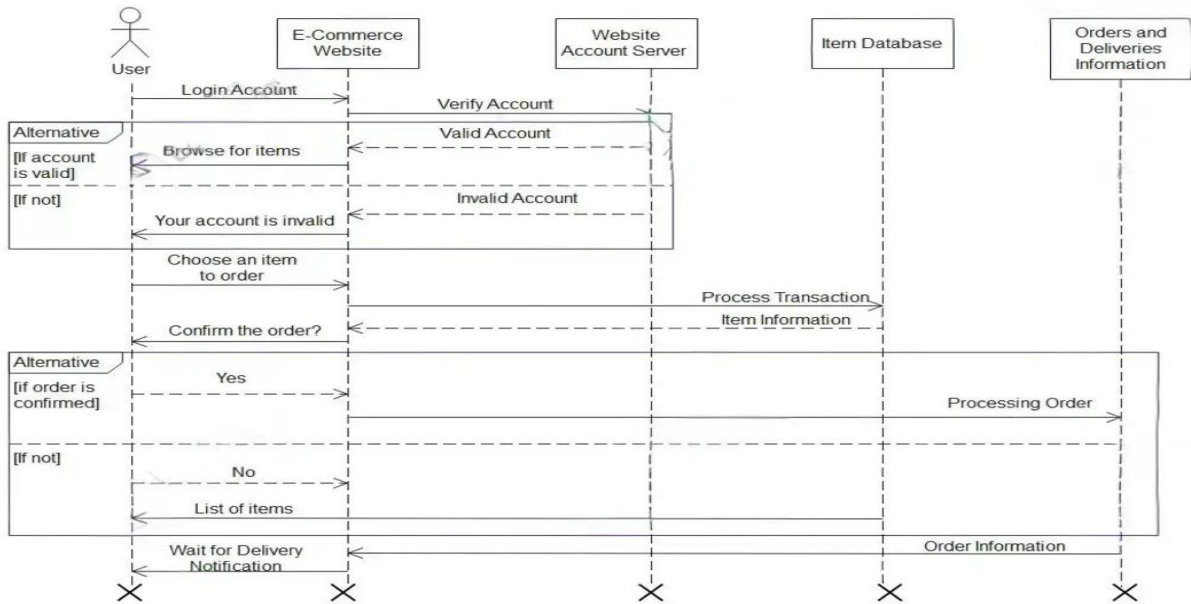 User
E-Commerce
Website
Website
Account Server
Item Database
Orders and
Deliveries
Information
Login Account
Verify Account
Alternative
[If account
is valid]
Valid Account
Browse for items
[If not]
Invalid Account
Your account is invalid
Choose an item
to order
Process Transaction
Item Information
Confirm the order?
Alternative
[if order is
confirmed]
Yes
Processing Order
[If not]
No
List of items
Order Information
Wait for Delivery
Notification